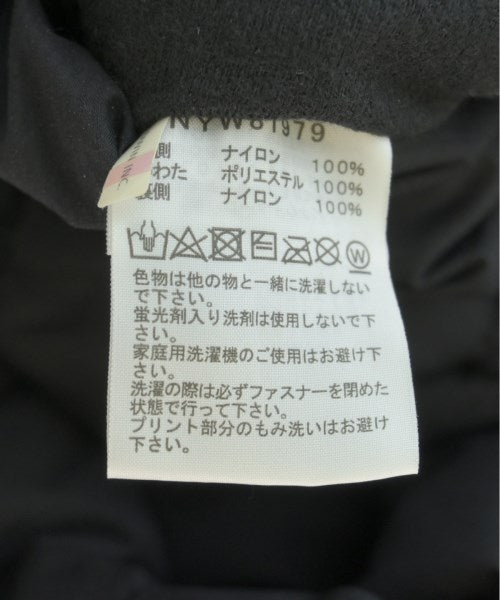 NYW81979
側 ナイロン 100%
わた ポリエステル 100%
裏側 ナイロン 100%
INC.
W
色物は他の物と一緒に洗濯しない
で下さい。
蛍光剤入り洗剤は使用しないで下
さい。
家庭用洗濯機のご使用はお避け下
さい。
洗濯の際は必ずファスナーを閉めた
状態で行って下さい。
プリント部分のもみ洗いはお避け
下さい。